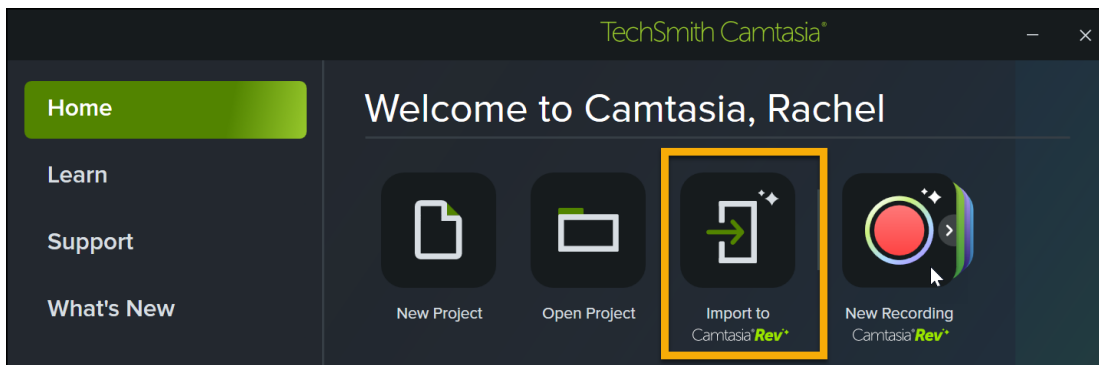 TechSmith Camtasia®
Home
Learn
Support
What's New
Welcome to Camtasia, Rachel
New Project
Open Project
Import to
Camtasia®Rev
New Recording
Camtasia®Rev